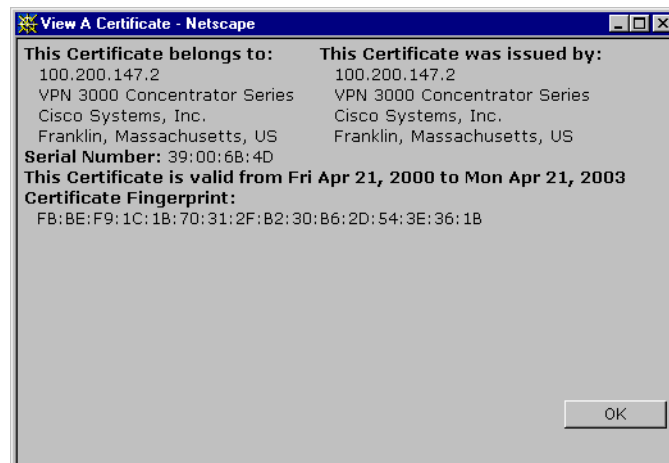 View A Certificate - Netscape
This Certificate belongs to:
100.200.147.2
VPN 3000 Concentrator Series
Cisco Systems, Inc.
Franklin, Massachusetts, US
This Certificate was issued by:
100.200.147.2
VPN 3000 Concentrator Series
Cisco Systems, Inc.
Franklin, Massachusetts, US
Serial Number: 39:00:6B:4D
This Certificate is valid from Fri Apr 21, 2000 to Mon Apr 21, 2003
Certificate Fingerprint:
FB:BE:F9:1C:1B:70:31:2F:B2:30:B6:2D:54:3E:36:1B
OK